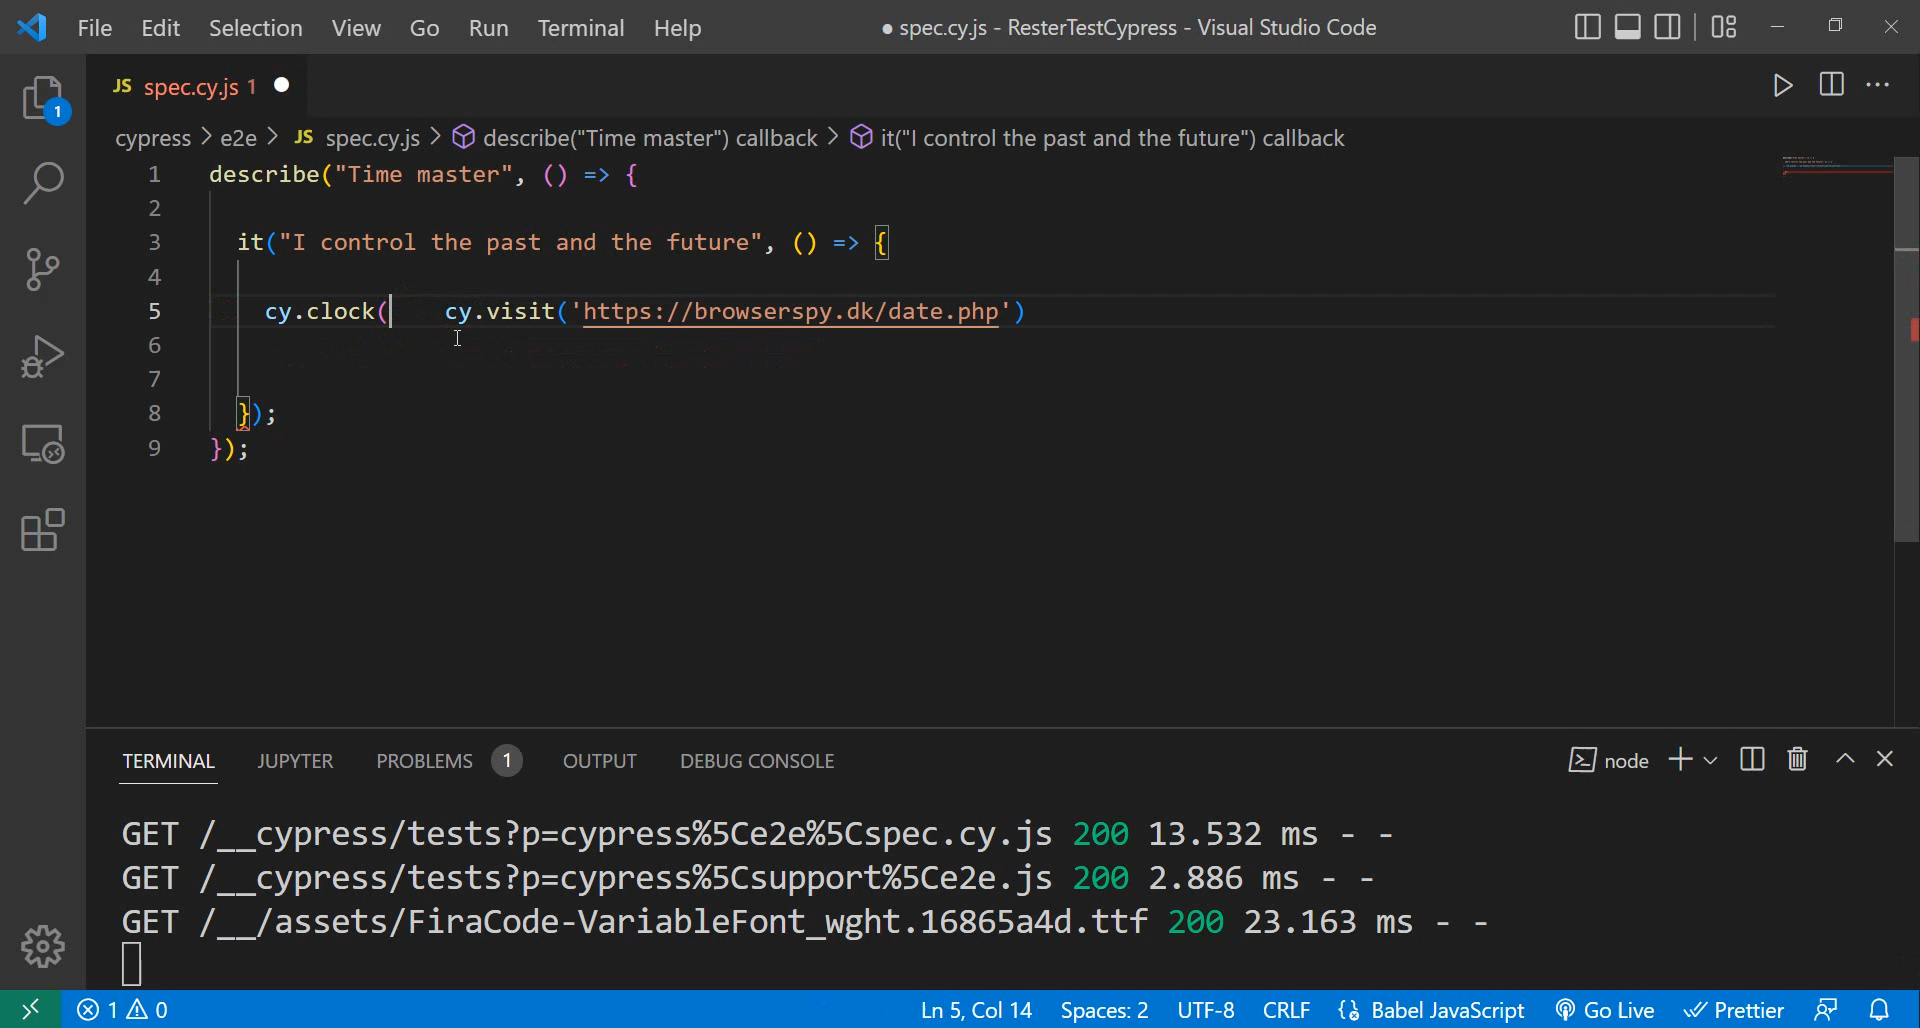 File Edit Selection View Go Run Terminal Help ● spec.cy.js - ResterTestCypress - Visual Studio Code
JS spec.cy.js 1
1
cypress > e2e > JS spec.cy.js > describe("Time master") callback > it("I control the past and the future") callback
1 describe("Time master", () => {
2
3 it("I control the past and the future", () => {
4
5 cy.clock( cy.visit('https://browserspy.dk/date.php')
6
7
8 });
9 });
TERMINAL JUPYTER PROBLEMS 1 OUTPUT DEBUG CONSOLE node
GET /__cypress/tests?p=cypress%5Ce2e%5Cspec.cy.js 200 13.532 ms - -
GET /__cypress/tests?p=cypress%5Csupport%5Ce2e.js 200 2.886 ms - -
GET /__/assets/FiraCode-VariableFont_wght.16865a4d.ttf 200 23.163 ms - -
1 0 Ln 5, Col 14 Spaces: 2 UTF-8 CRLF Babel JavaScript Go Live Prettier